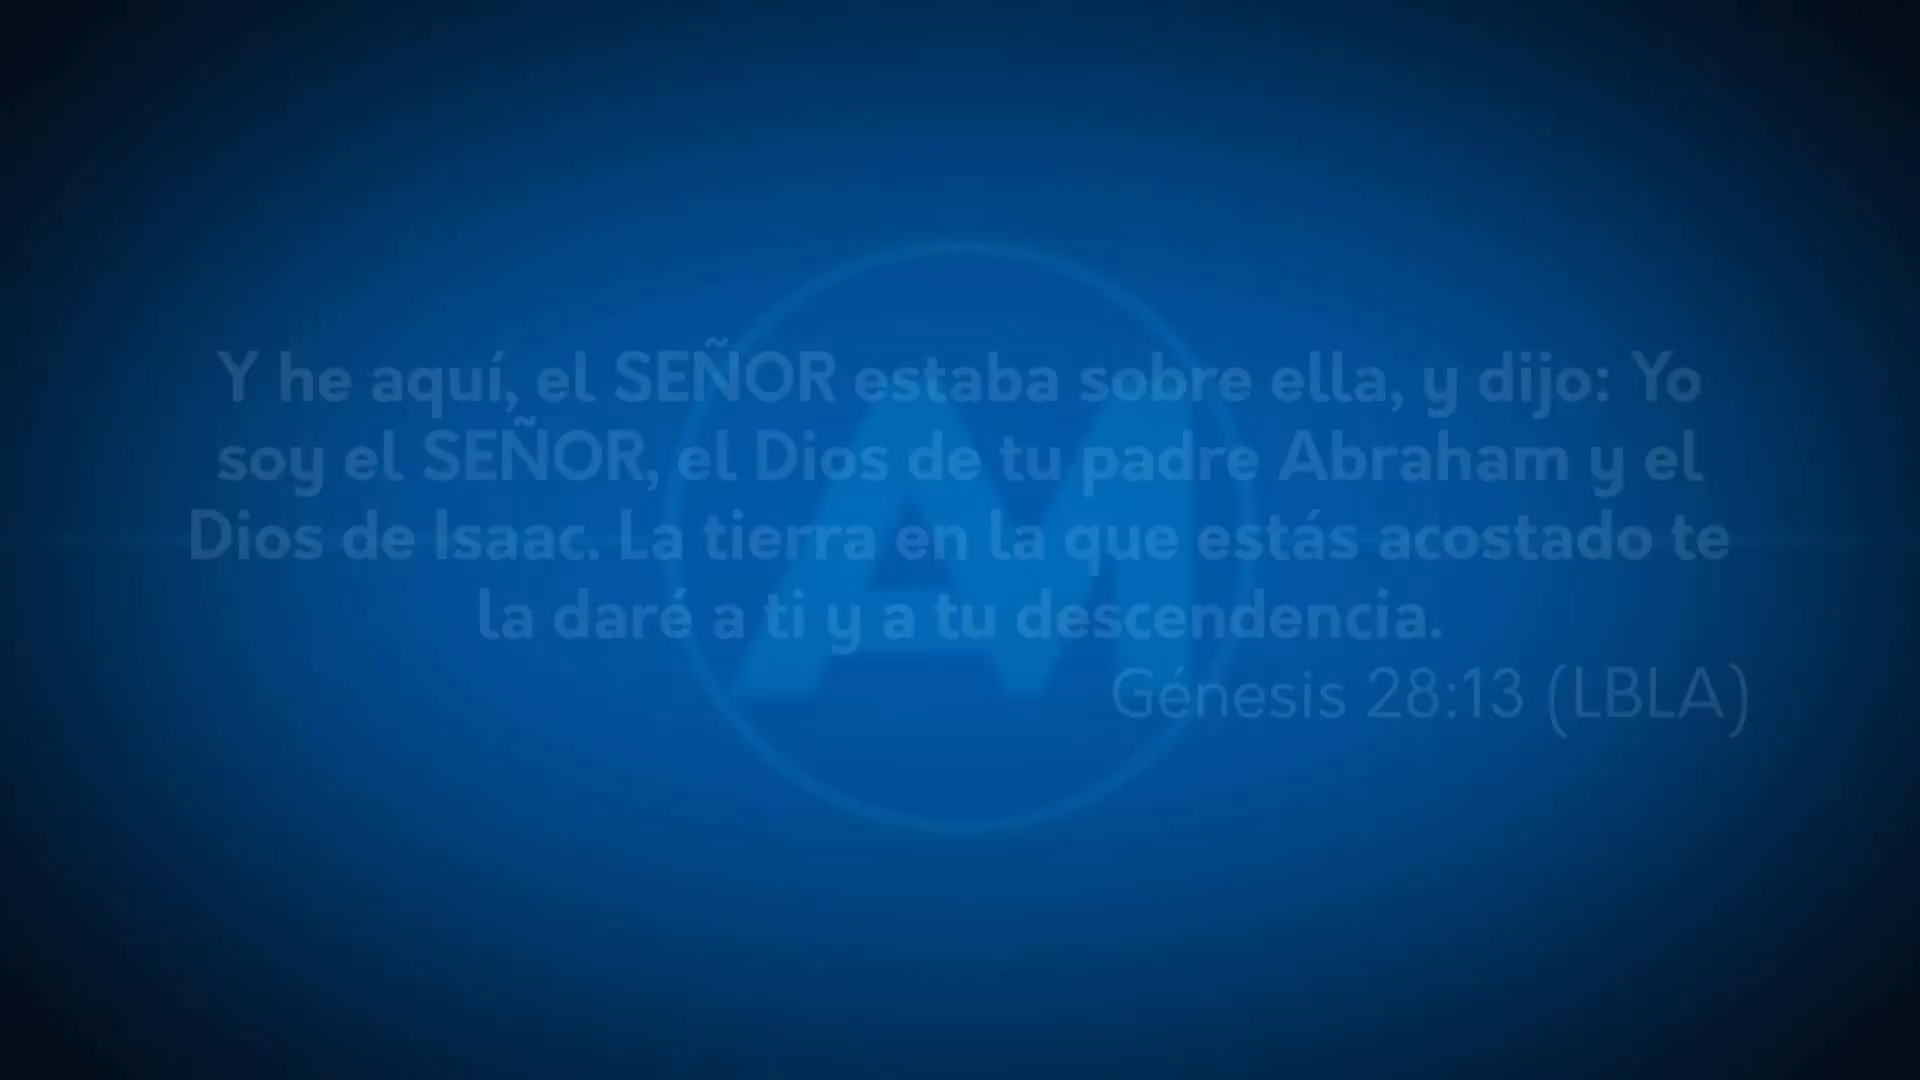 Y he aquí, el SEÑOR estaba sobre ella, y dijo: Yo
soy el SEÑOR, el Dios de tu padre Abraham y el
Dios de Isaac. La tierra en la que estás acostado te
la daré a ti y a tu descendencia.
Génesis 28:13 (LBLA)
AM